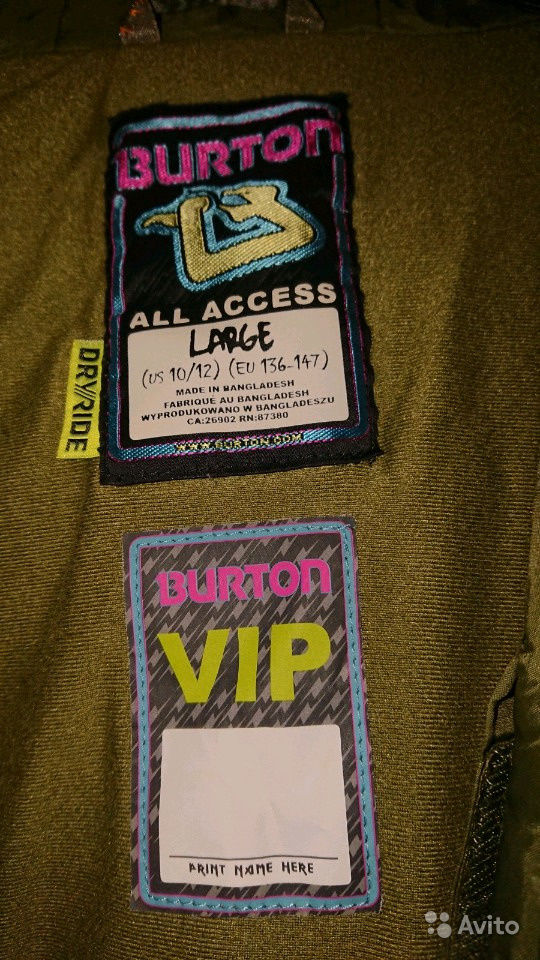 BURTON
ALL ACCESS
LARGE
(US 10/12) (EU 136-147)
MADE IN BANGLADESH
FABRIQUÉ AU BANGLADESH
WYPRODUKOWANO W BANGLADESZU
CA:26902 RN:87380
WWW.BURTON.COM
DRY//RIDE
BURTON
VIP
PRINT NAME HERE
Avito